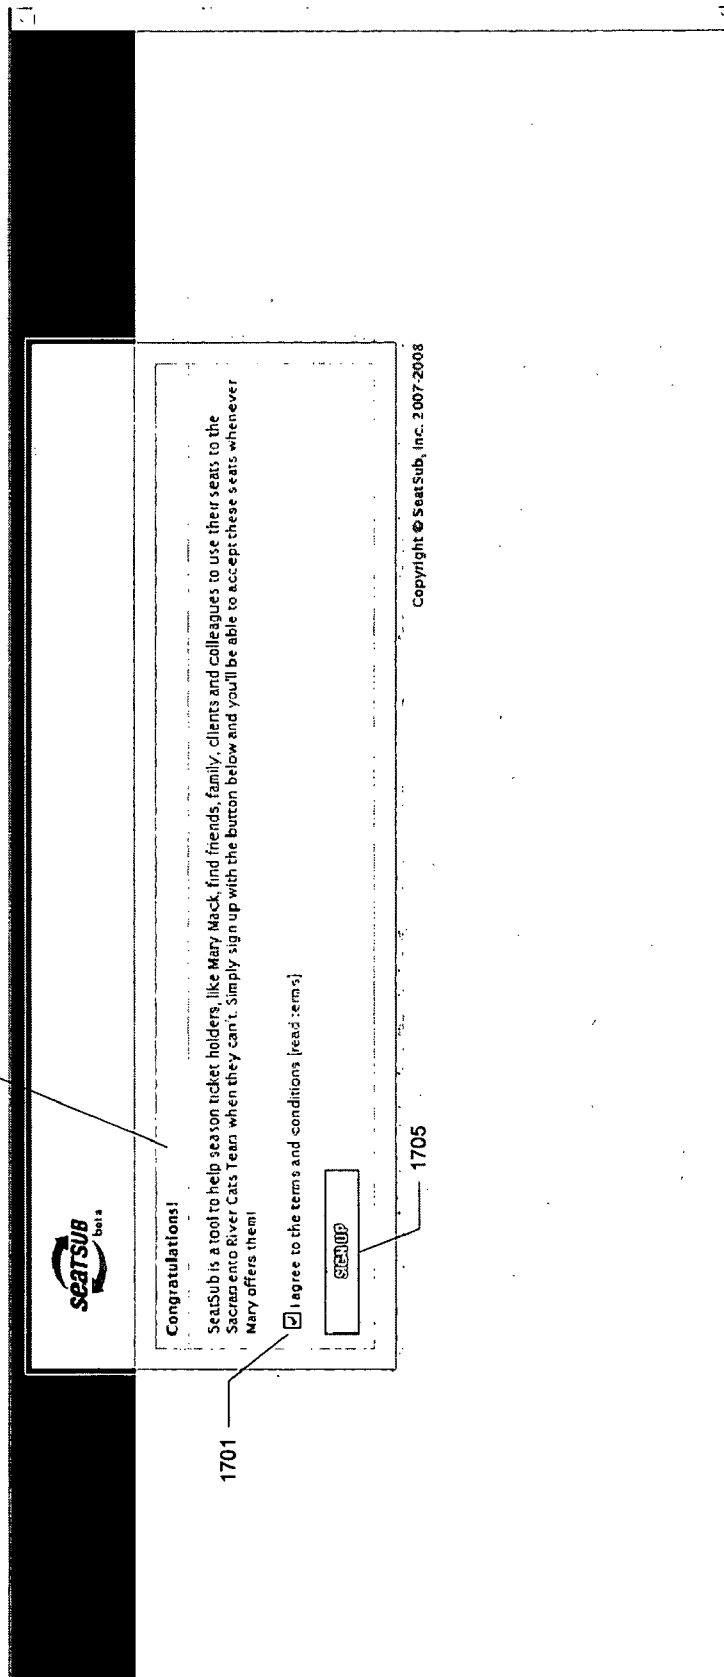 seatsub
beta
Congratulations!
SeatSub is a tool to help season ticket holders, like Mary Mack, find friends, family, clients and colleagues to use their seats to the
Sacramento River Cats Team when they can't. Simply sign up with the button below and you'll be able to accept these seats whenever
Mary offers them!
1701
I agree to the terms and conditions [read terms]
SIGN UP
1705
Copyright © SeatSub, Inc. 2007-2008